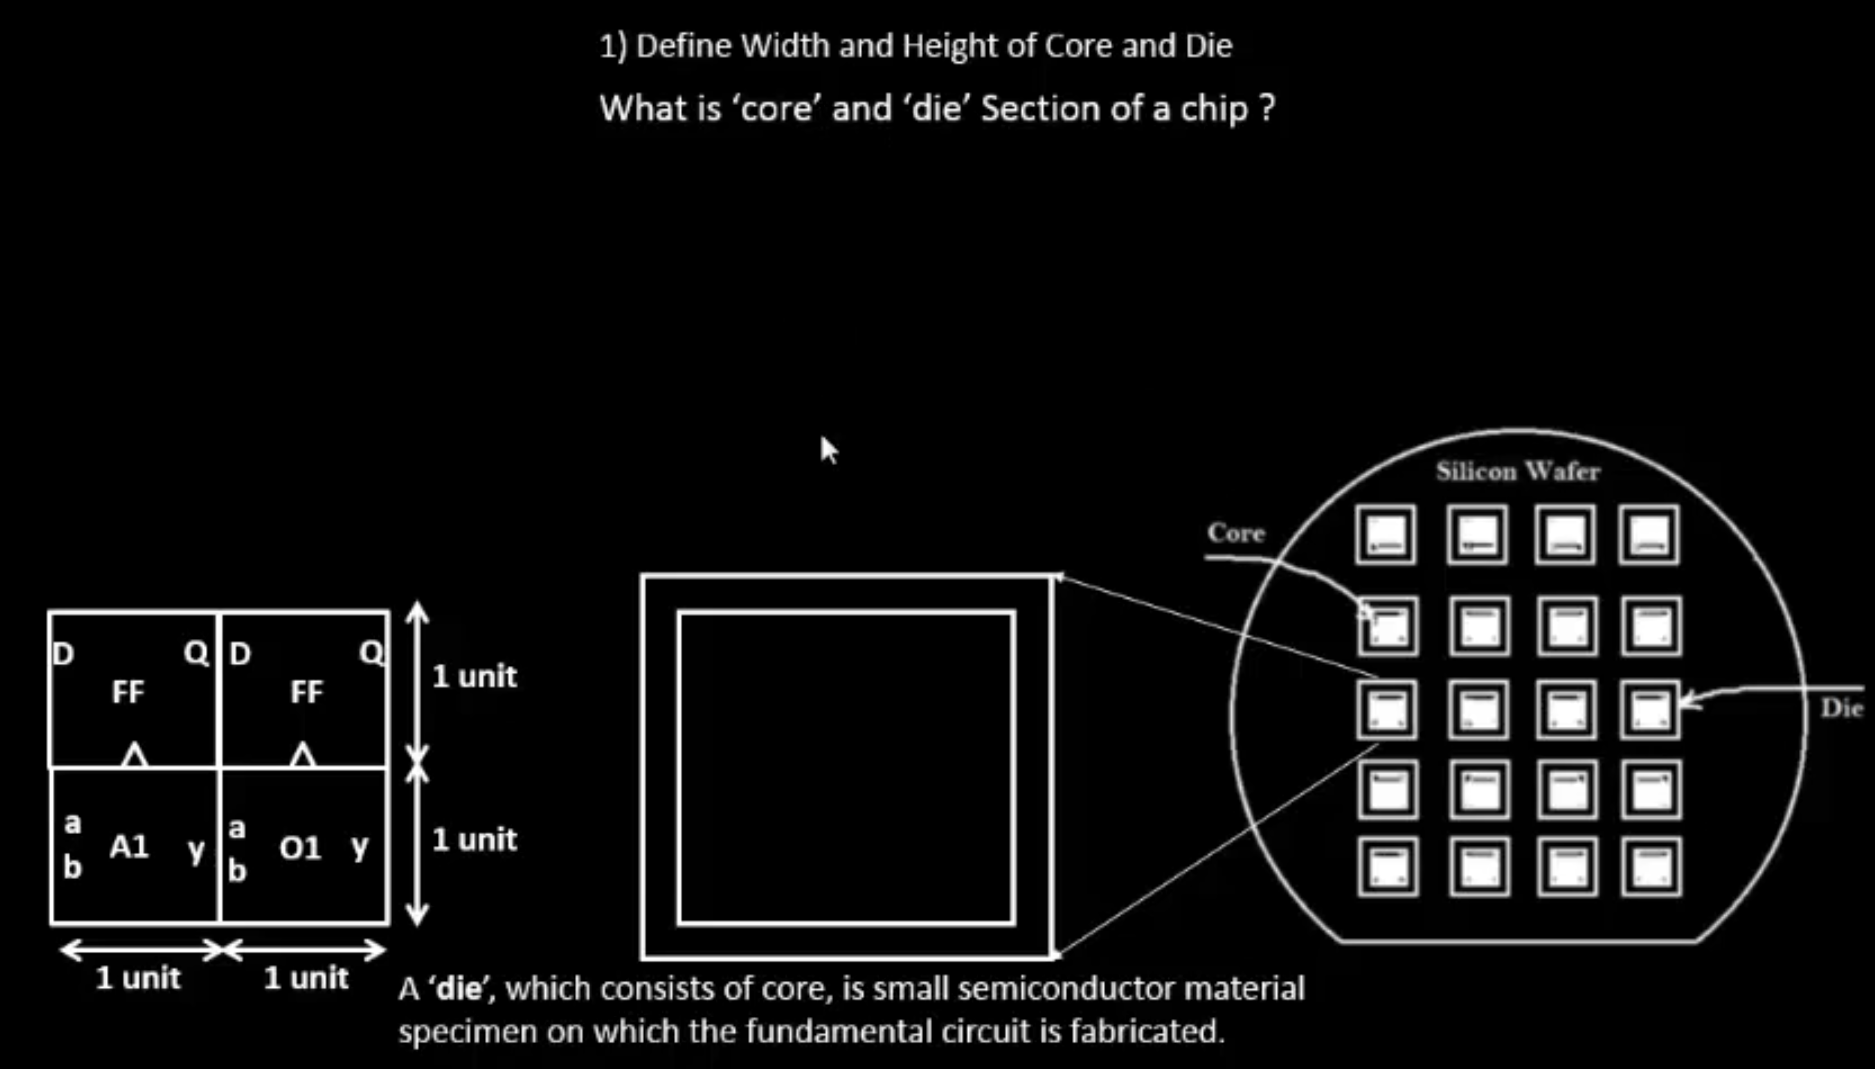 1) Define Width and Height of Core and Die
What is ‘core’ and ‘die’ Section of a chip ?
Silicon Wafer
Core
Die
D Q D Q
FF FF
1 unit
a a
A1 y O1 y
b b
1 unit
1 unit 1 unit
A ‘die’, which consists of core, is small semiconductor material
specimen on which the fundamental circuit is fabricated.